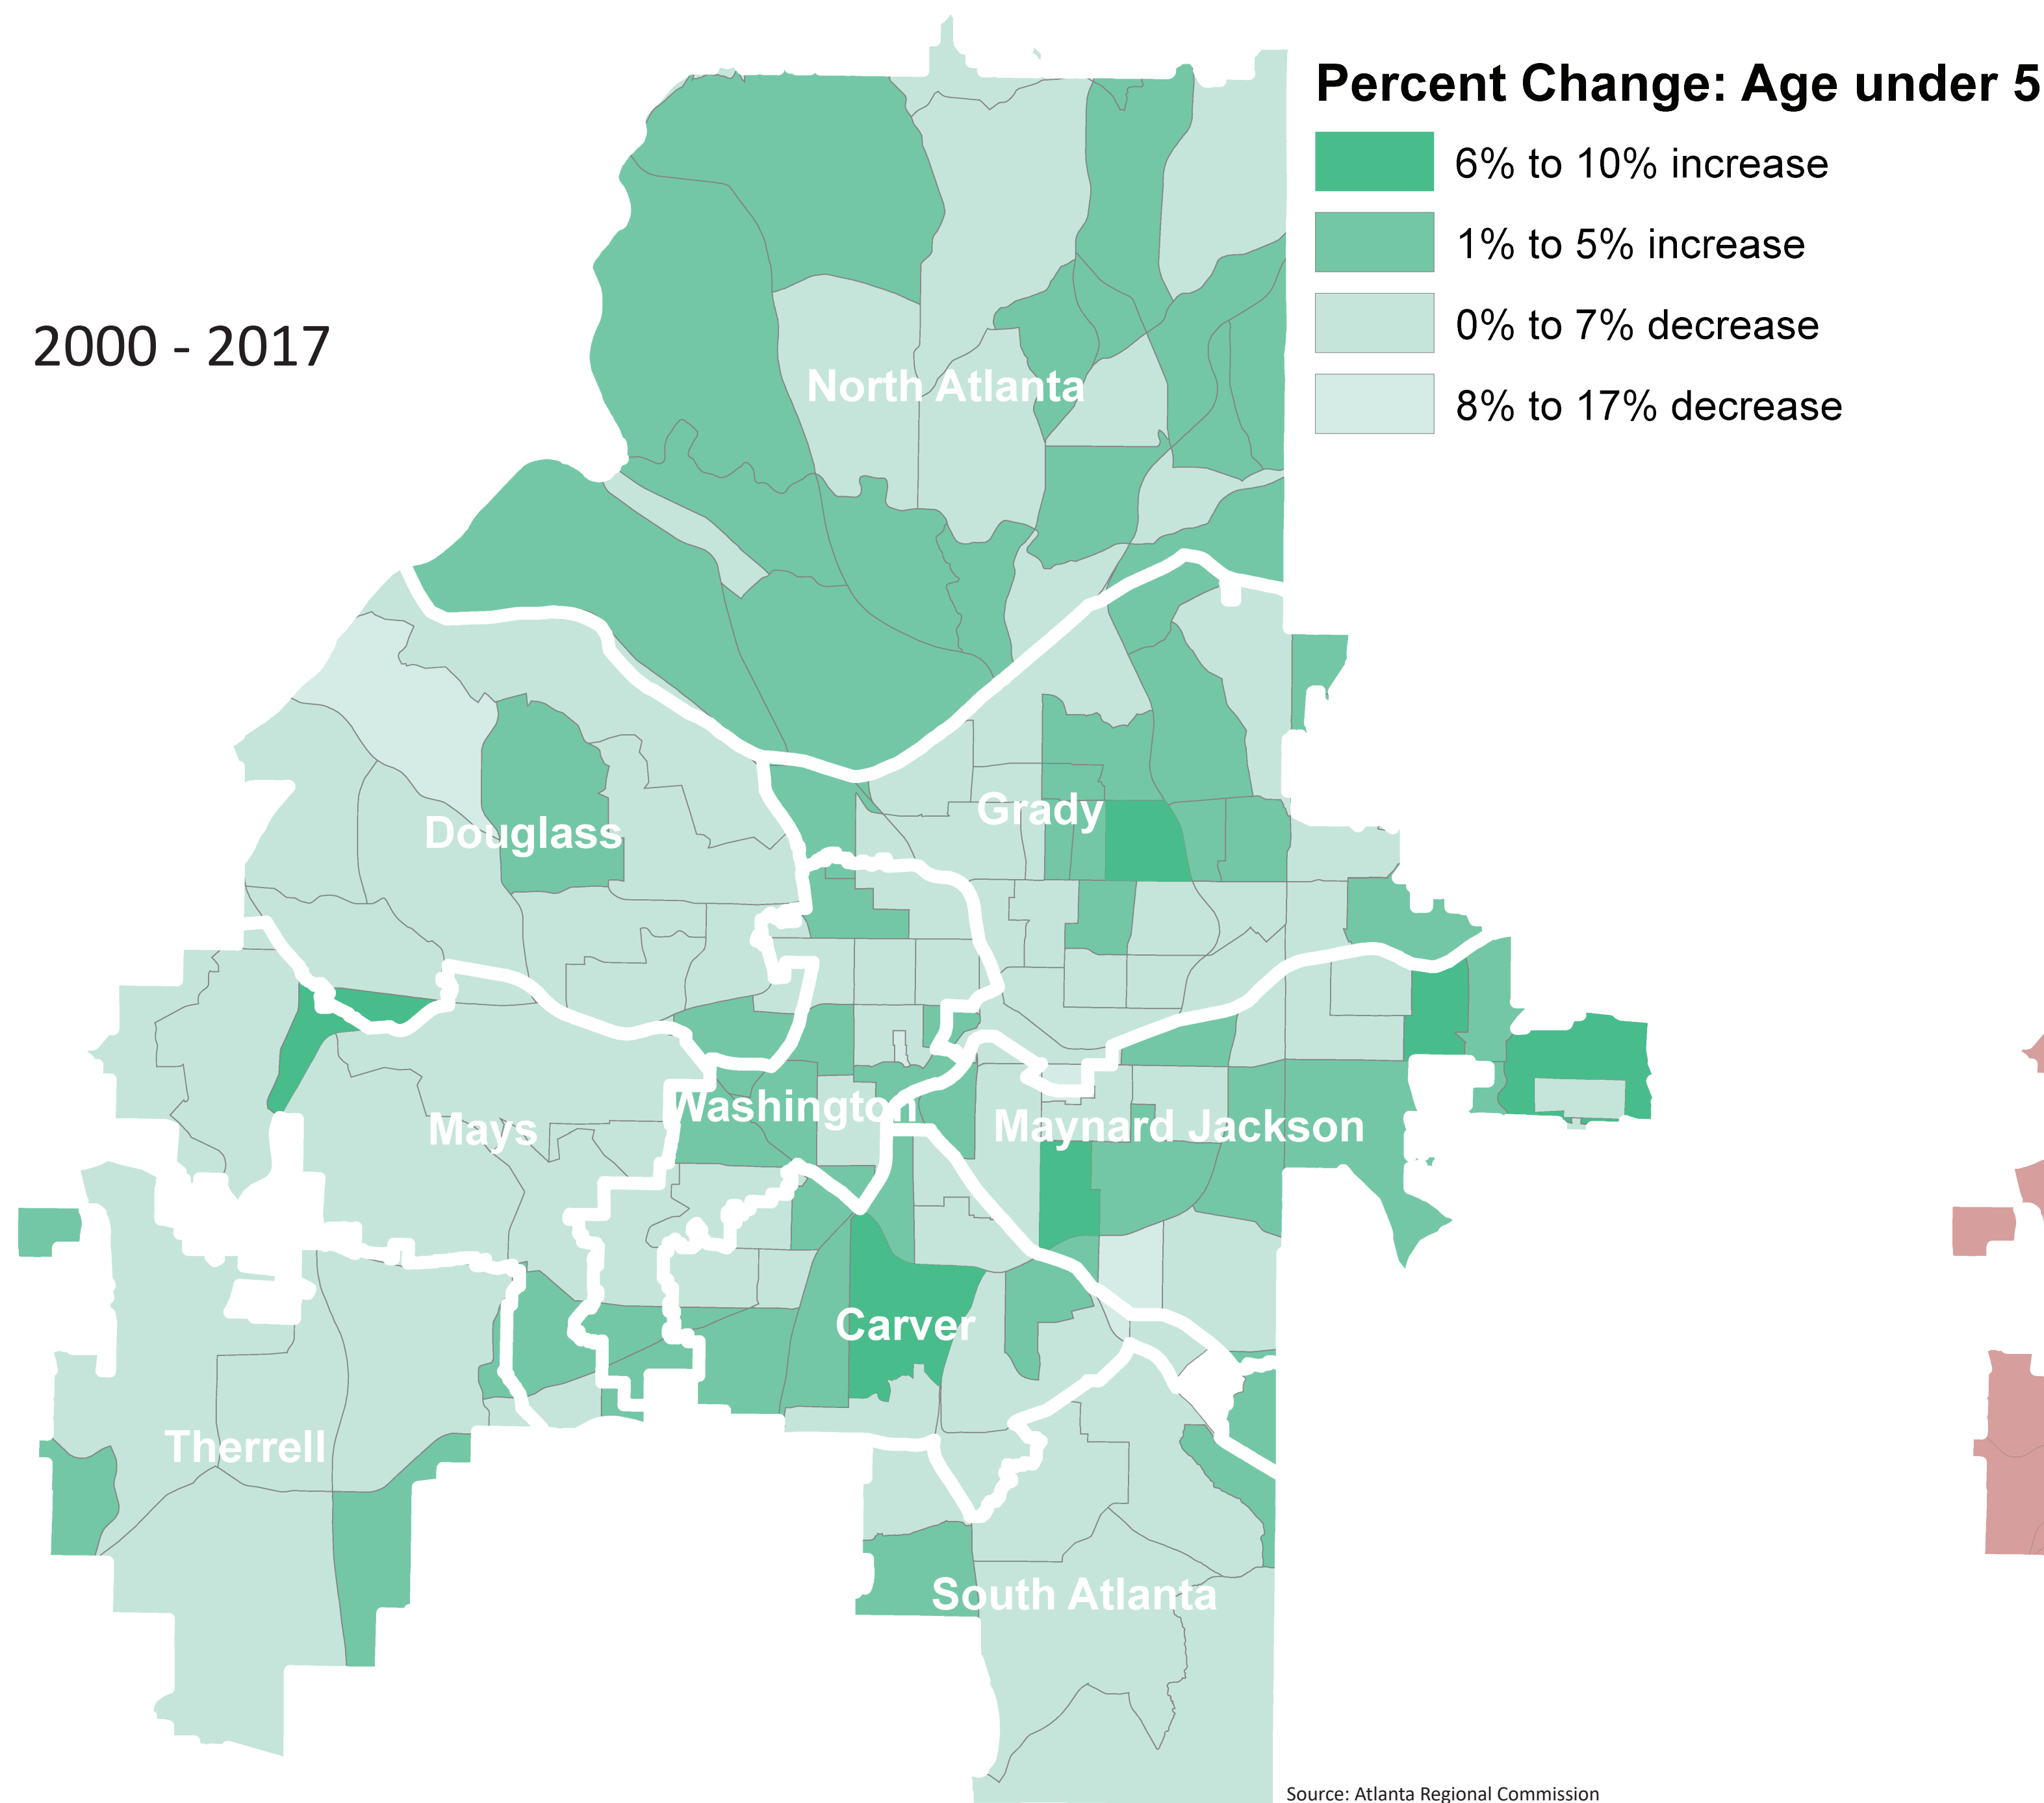 Percent Change: Age under 5
6% to 10% increase
1% to 5% increase
0% to 7% decrease
8% to 17% decrease
2000 - 2017
North Atlanta
Grady
Douglass
Washington
Mays
Maynard Jackson
Carver
Therrell
South Atlanta
Source: Atlanta Regional Commission